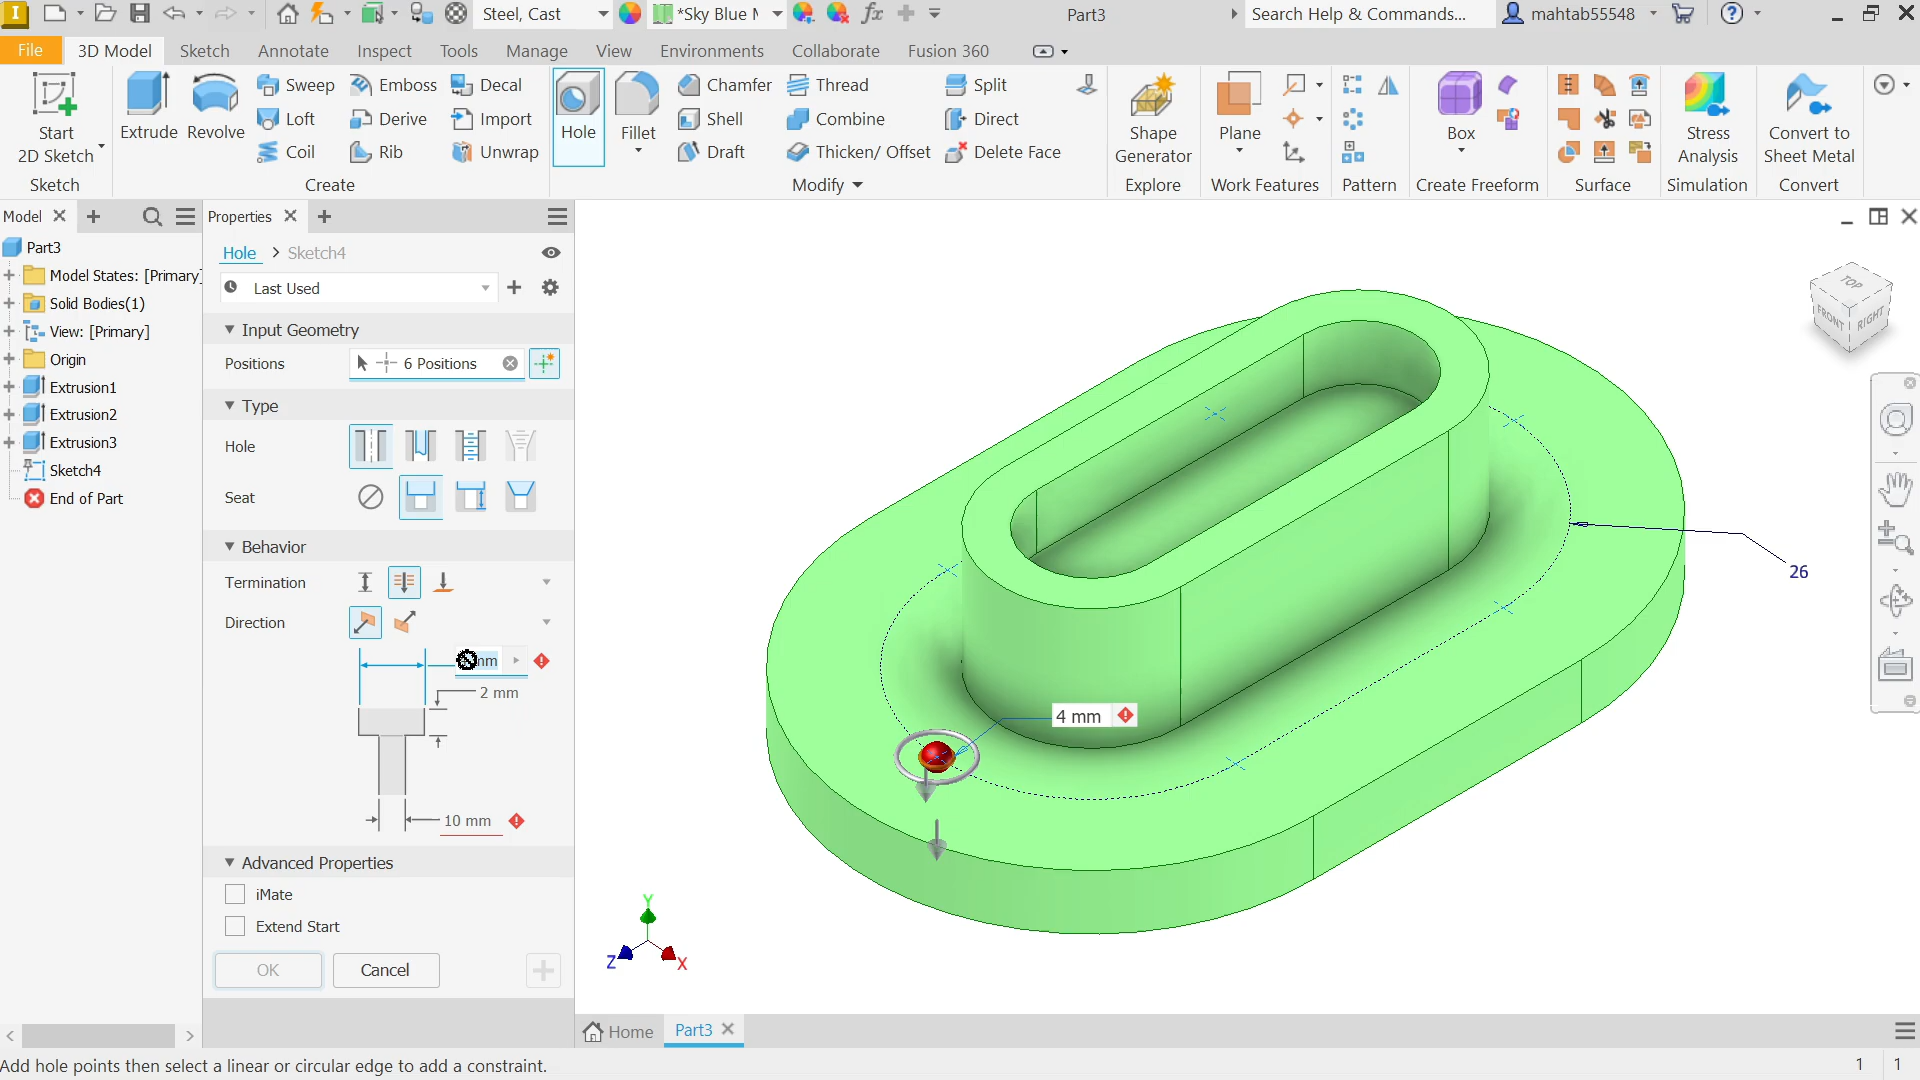 Steel, Cast
*Sky Blue M
fx
Part3
Search Help & Commands...
mahtab55548
File
3D Model
Sketch
Annotate
Inspect
Tools
Manage
View
Environments
Collaborate
Fusion 360
Start
2D Sketch
Extrude
Revolve
Sweep
Loft
Coil
Emboss
Derive
Rib
Decal
Import
Unwrap
Hole
Fillet
Chamfer
Shell
Draft
Thread
Combine
Thicken/ Offset
Split
Direct
Delete Face
Shape
Generator
Plane
Box
Stress
Analysis
Convert to
Sheet Metal
Sketch
Create
Modify
Explore
Work Features
Pattern
Create Freeform
Surface
Simulation
Convert
Model
Properties
Part3
Model States: [Primary]
Solid Bodies(1)
View: [Primary]
Origin
Extrusion1
Extrusion2
Extrusion3
Sketch4
End of Part
Hole > Sketch4
Last Used
Input Geometry
Positions
6 Positions
Type
Hole
Seat
Behavior
Termination
Direction
2 mm
10 mm
Advanced Properties
iMate
Extend Start
OK
Cancel
4 mm
26
TOP
FRONT
RIGHT
Y
Z
X
Home
Part3
Add hole points then select a linear or circular edge to add a constraint.
1
1